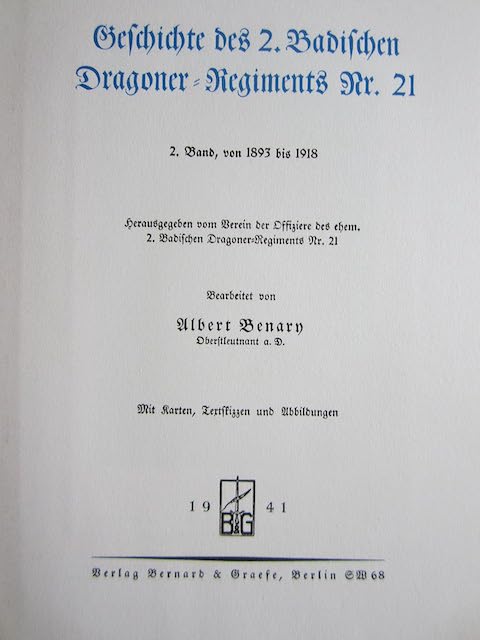 Geschichte des 2. Badischen
Dragoner-Regiments Nr. 21
2. Band, von 1893 bis 1918
Herausgegeben vom Verein der Offiziere des ehem.
2. Badischen Dragoner-Regiments Nr. 21
Bearbeitet von
Albert Benary
Oberstleutnant a. D.
Mit Karten, Textskizzen und Abbildungen
19 B&G 41
Verlag Bernard & Graefe, Berlin SW 68